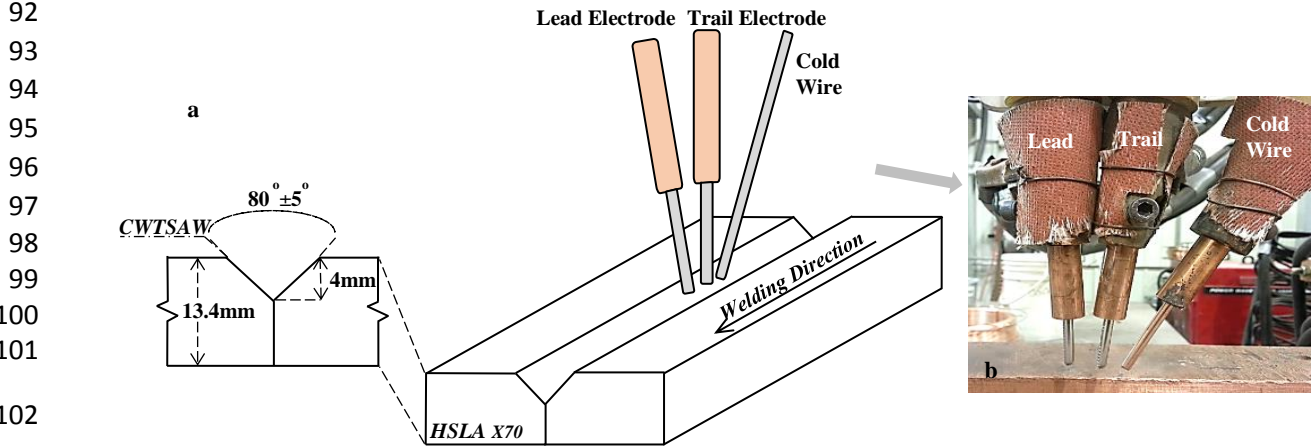 92
93
94
95
96
97
98
99
100
101
102
Lead Electrode Trail Electrode
Cold
Wire
a
80° ±5°
CWTSAW
4mm
13.4mm
Welding Direction
HSLA X70
Lead
Trail
Cold
Wire
b